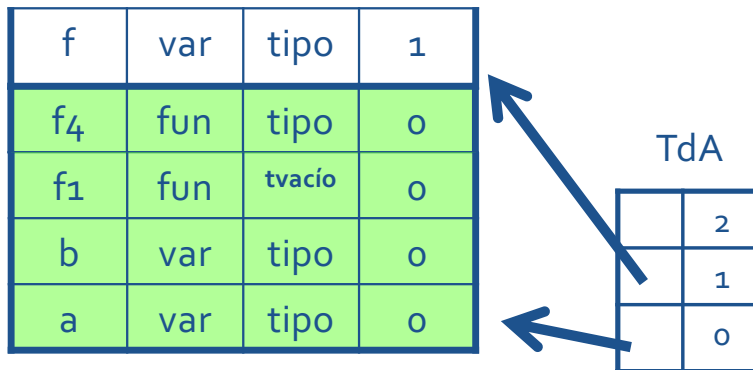 f var tipo 1
f4 fun tipo 0
f1 fun tvacío 0
b var tipo 0
a var tipo 0
TdA
2
1
0